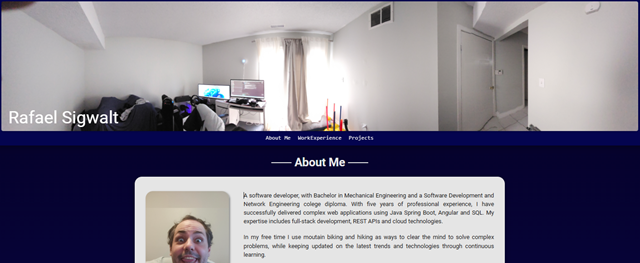 Rafael Sigwalt
About Me WorkExperience Projects
About Me
A software developer, with Bachelor in Mechanical Engineering and a Software Development and
Network Engineering colege diploma. With five years of professional experience, I have
successfully delivered complex web applications using Java Spring Boot, Angular and SQL. My
expertise includes full-stack development, REST APIs and cloud technologies.
In my free time I use moutain biking and hiking as ways to clear the mind to solve complex
problems, while keeping updated on the latest trends and technologies through continuous
learning.